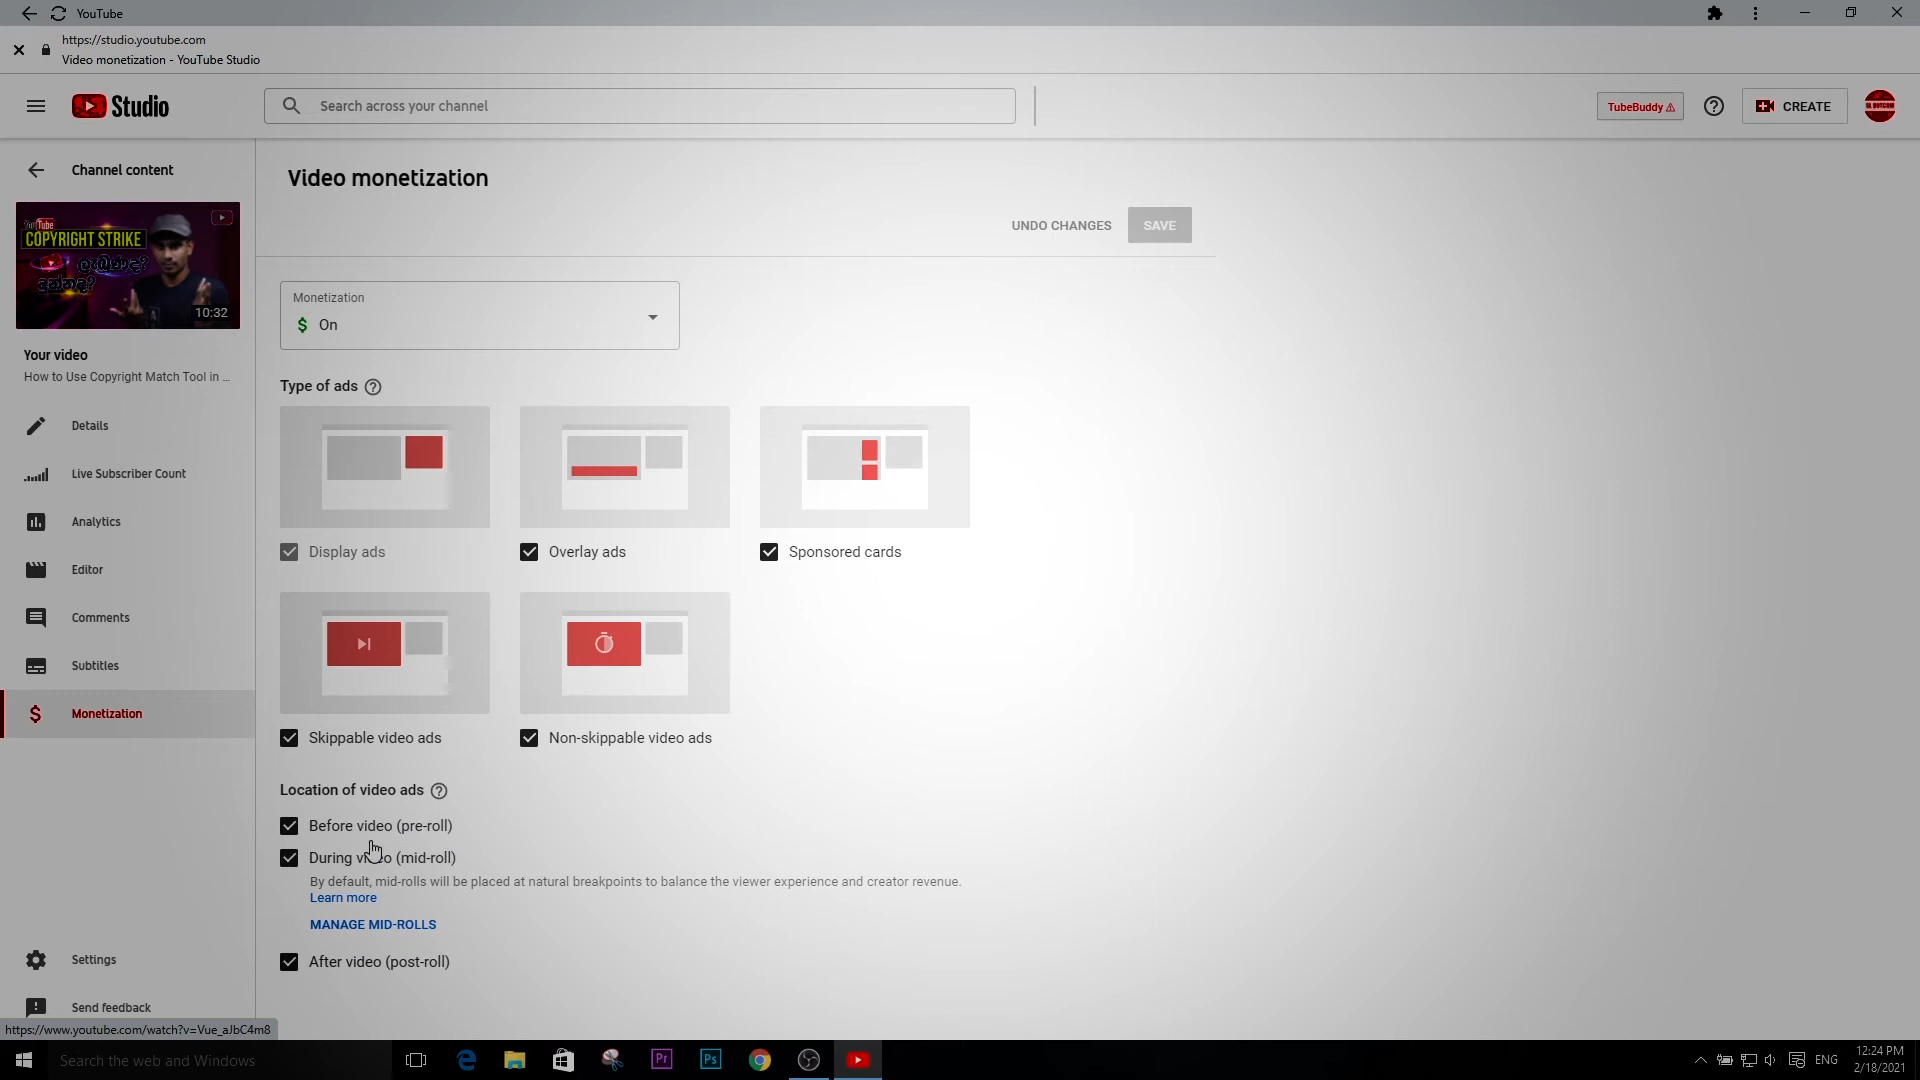 YouTube
https://studio.youtube.com
Video monetization - YouTube Studio
Studio
Search across your channel
TubeBuddy
CREATE
Channel content
Video monetization
UNDO CHANGES
SAVE
YouTube
COPYRIGHT STRIKE
10:32
Monetization
$ On
Your video
How to Use Copyright Match Tool in ...
Type of ads
Details
Live Subscriber Count
Analytics
Display ads
Overlay ads
Sponsored cards
Editor
Comments
Subtitles
Monetization
Skippable video ads
Non-skippable video ads
Location of video ads
Before video (pre-roll)
During video (mid-roll)
By default, mid-rolls will be placed at natural breakpoints to balance the viewer experience and creator revenue.
Learn more
MANAGE MID-ROLLS
After video (post-roll)
Settings
Send feedback
https://www.youtube.com/watch?v=Vue_aJbC4m8
Search the web and Windows
Pr
Ps
ENG
12:24 PM
2/18/2021